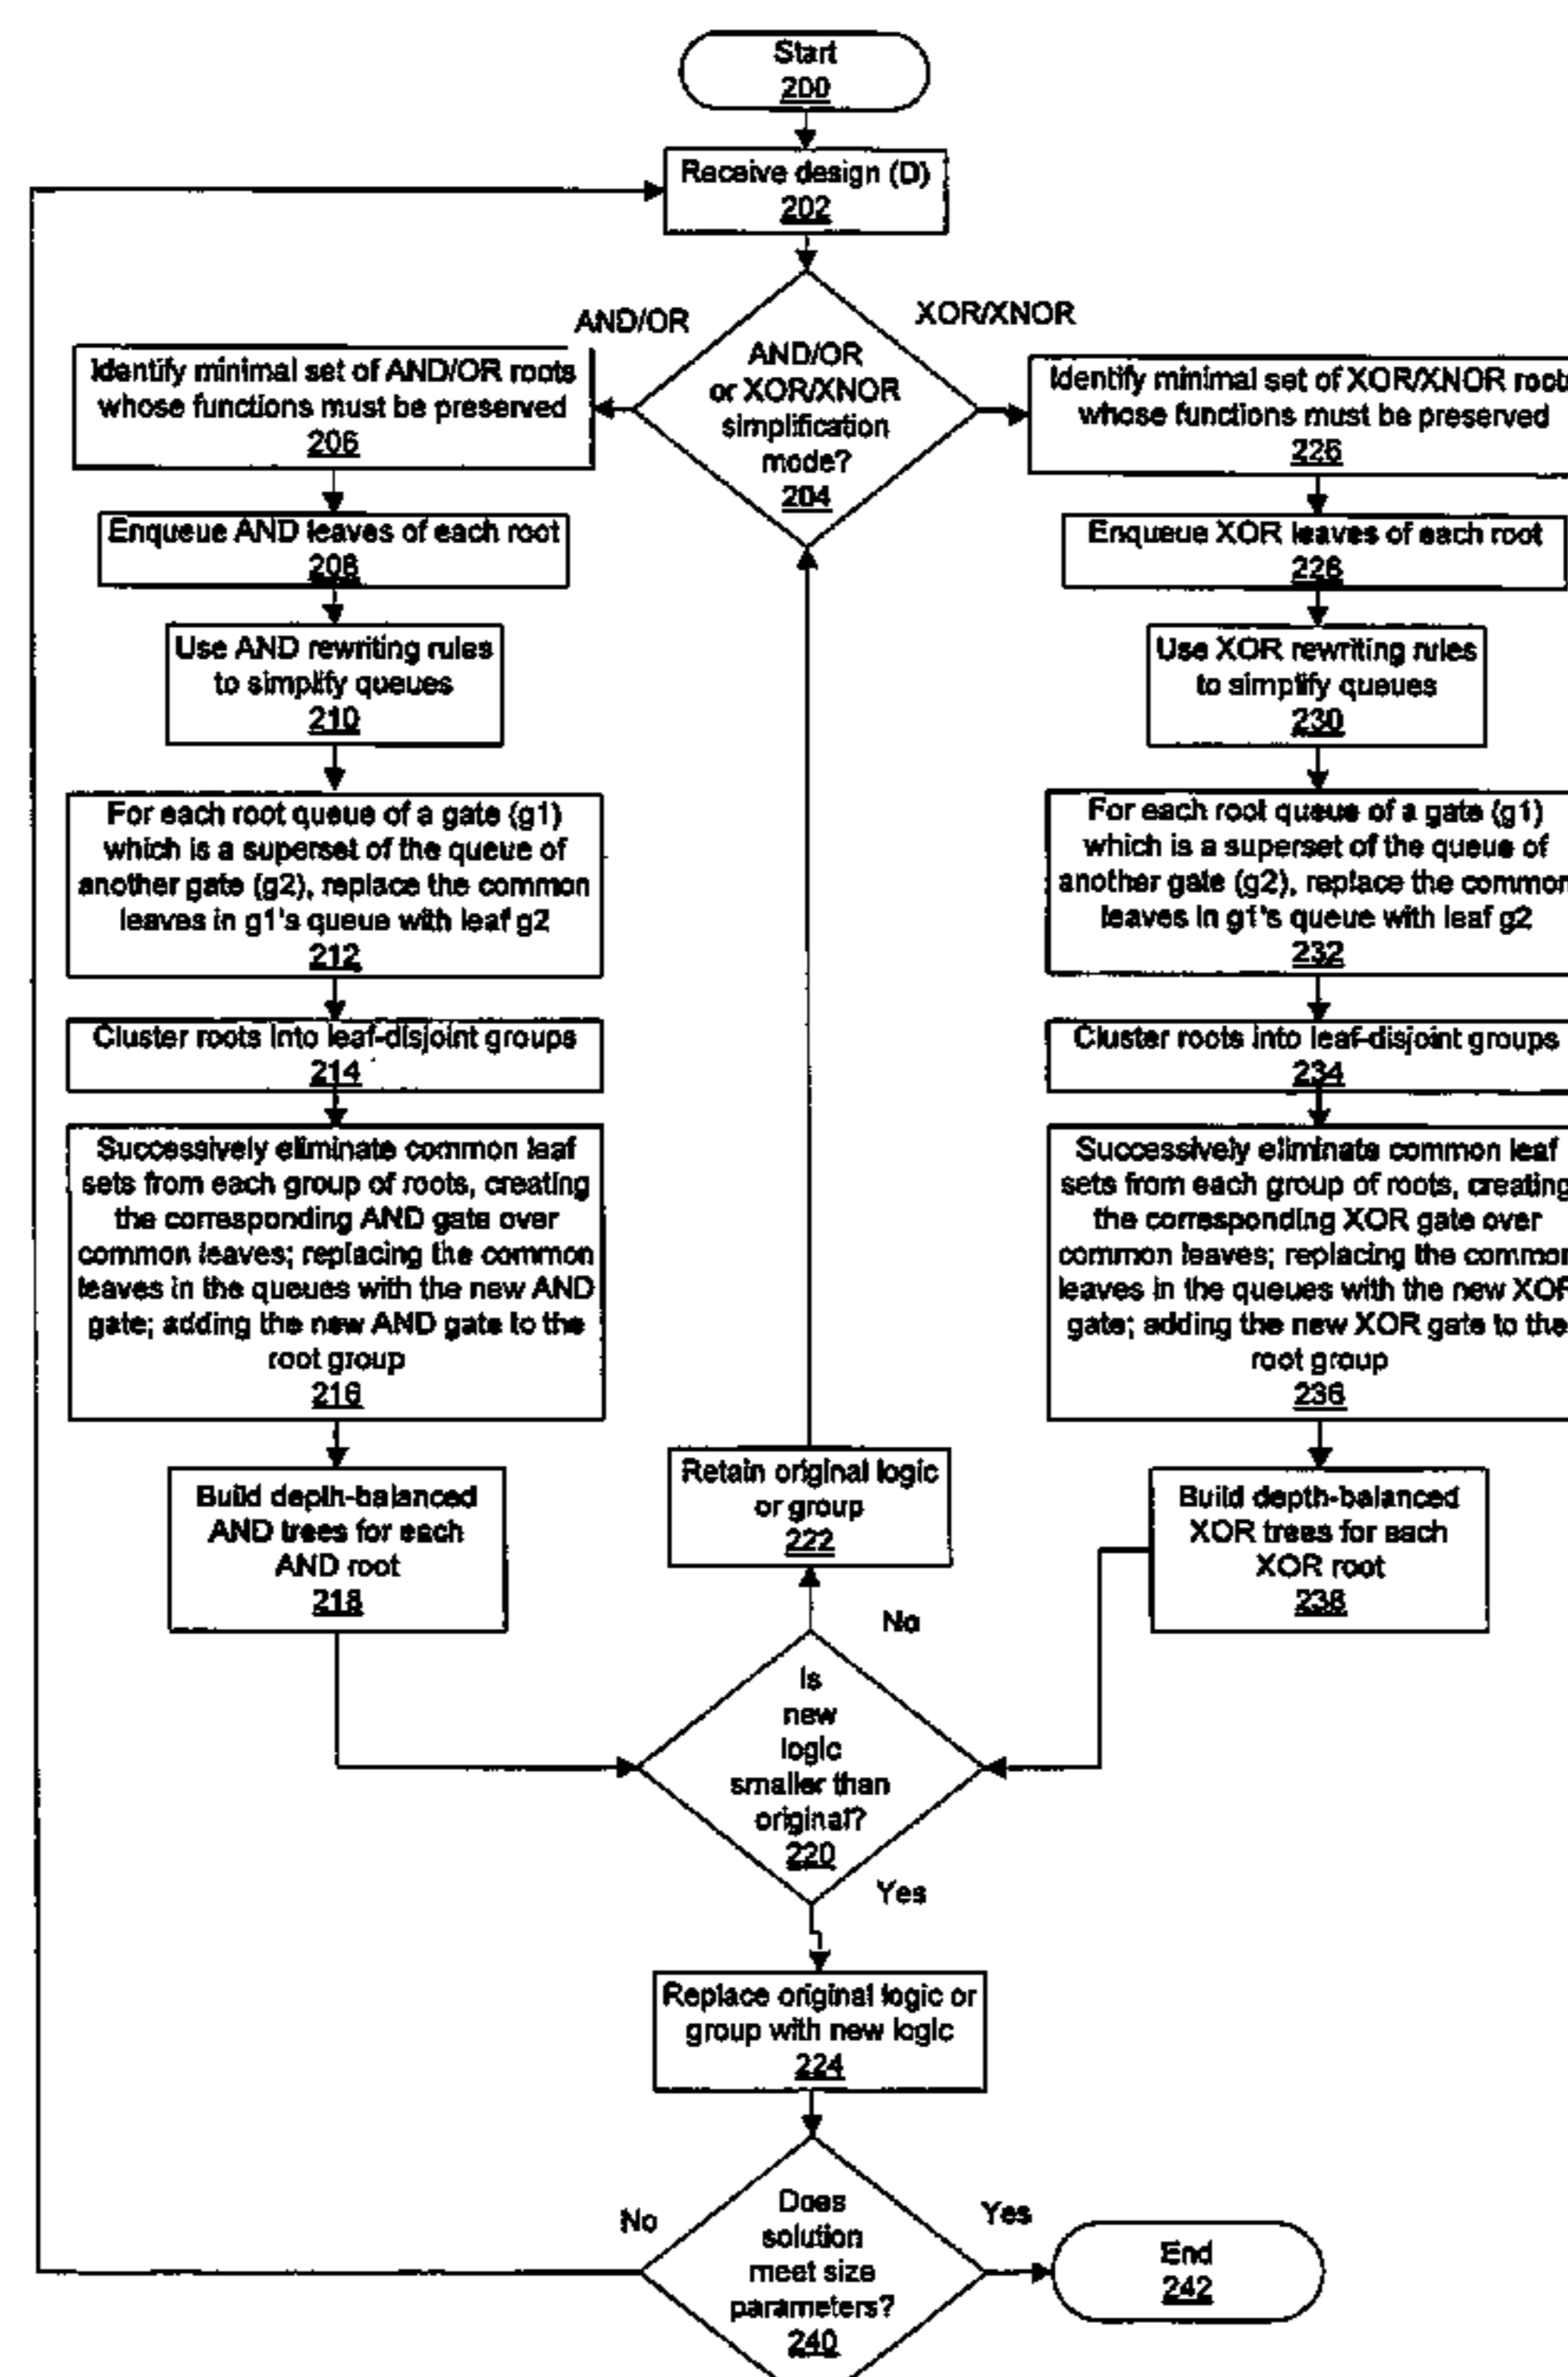 Start
200
Receive design (D)
202
AND/OR
XOR/XNOR
AND/OR
or XOR/XNOR
simplification
mode?
204
Identify minimal set of AND/OR roots
whose functions must be preserved
206
Enqueue AND leaves of each root
208
Use AND rewriting rules
to simplify queues
210
For each root queue of a gate (g1)
which is a superset of the queue of
another gate (g2), replace the common
leaves in g1's queue with leaf g2
212
Cluster roots into leaf-disjoint groups
214
Successively eliminate common leaf
sets from each group of roots, creating
the corresponding AND gate over
common leaves; replacing the common
leaves in the queues with the new AND
gate; adding the new AND gate to the
root group
216
Build depth-balanced
AND trees for each
AND root
218
Identify minimal set of XOR/XNOR root
whose functions must be preserved
226
Enqueue XOR leaves of each root
228
Use XOR rewriting rules
to simplify queues
230
For each root queue of a gate (g1)
which is a superset of the queue of
another gate (g2), replace the common
leaves in g1's queue with leaf g2
232
Cluster roots into leaf-disjoint groups
234
Successively eliminate common leaf
sets from each group of roots, creating
the corresponding XOR gate over
common leaves; replacing the common
leaves in the queues with the new XOR
gate; adding the new XOR gate to the
root group
236
Build depth-balanced
XOR trees for each
XOR root
238
Retain original logic
or group
222
No
Is
new
logic
smaller than
original?
220
Yes
Replace original logic or
group with new logic
224
Does
solution
meet size
parameters?
240
No
Yes
End
242